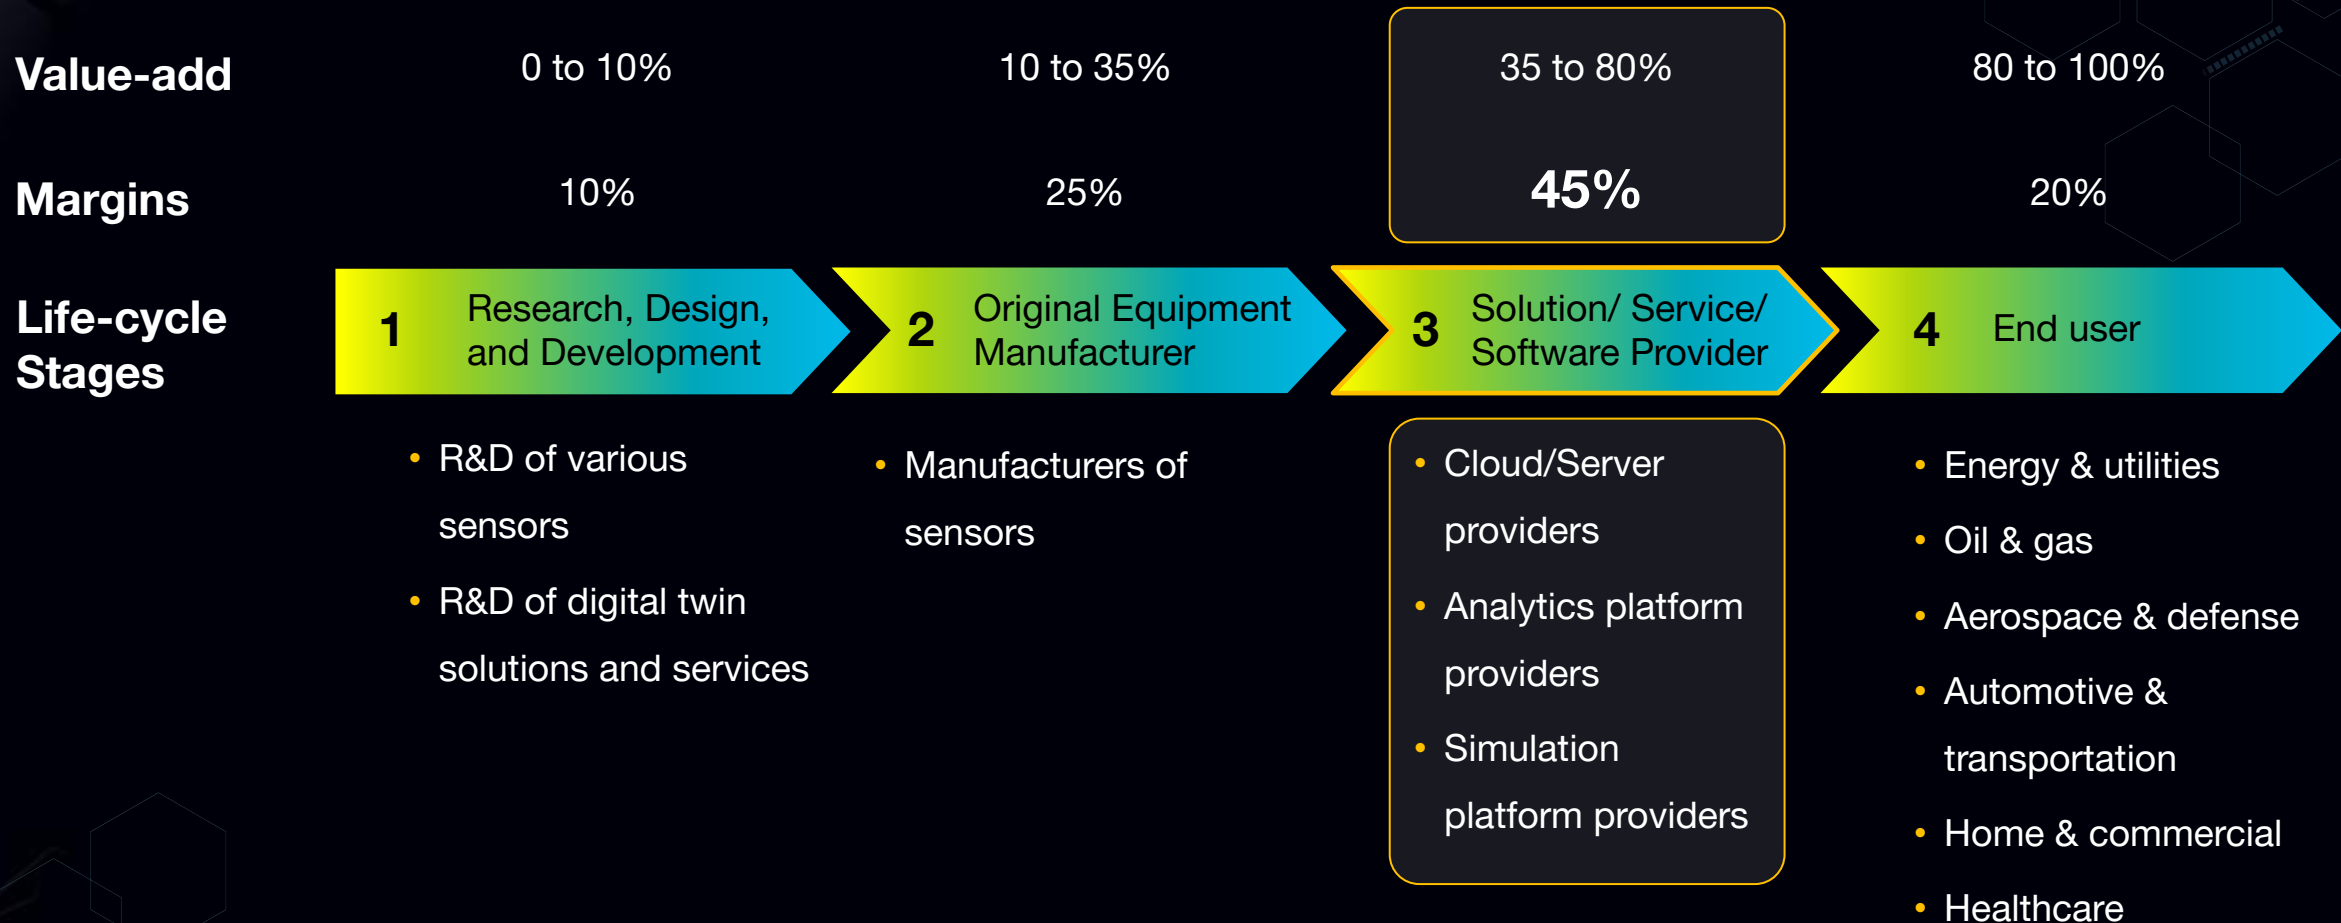 Value-add
0 to 10%
10 to 35%
35 to 80%
80 to 100%
Margins
10%
25%
45%
20%
Life-cycle
Stages
1
Research, Design,
and Development
2
Original Equipment
Manufacturer
3
Solution/ Service/
Software Provider
4
End user
• R&D of various
sensors
• R&D of digital twin
solutions and services
• Manufacturers of
sensors
• Cloud/Server
providers
• Analytics platform
providers
• Simulation
platform providers
• Energy & utilities
• Oil & gas
• Aerospace & defense
• Automotive &
transportation
• Home & commercial
• Healthcare